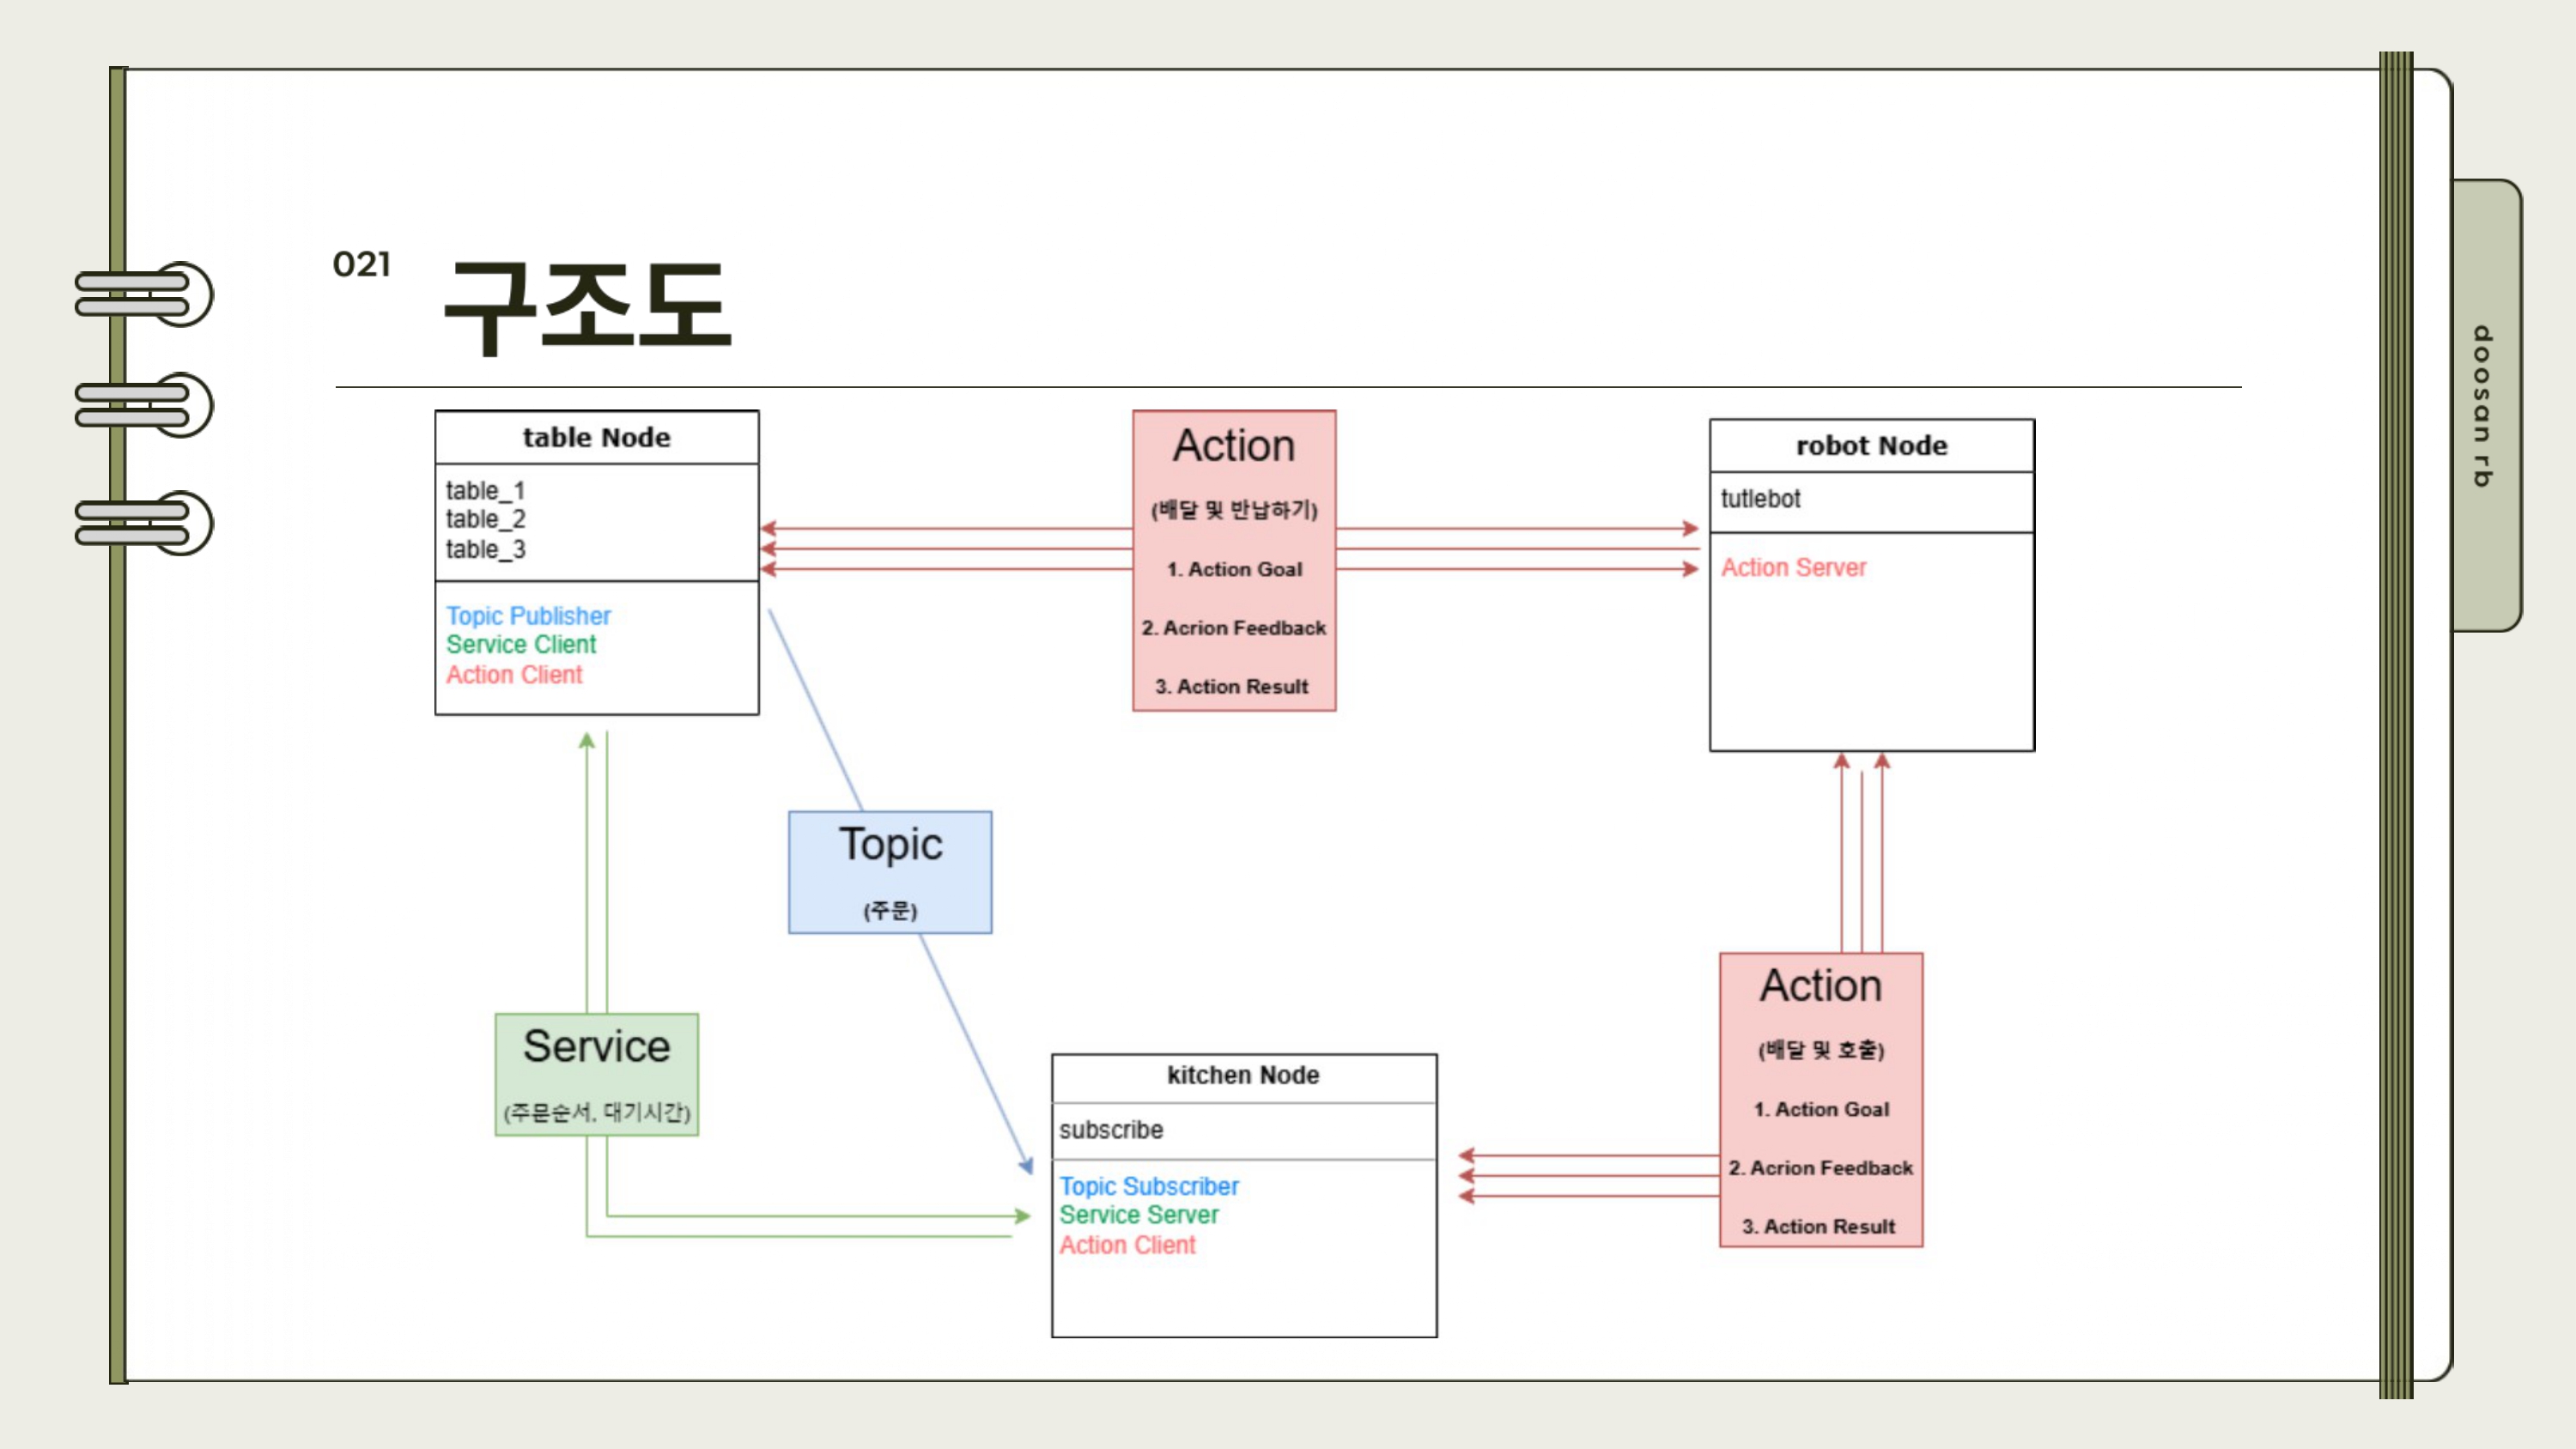 021
구조도
doosan rb
table Node
table_1
table_2
table_3
Topic Publisher
Service Client
Action Client
Action
(배달 및 반납하기)
1. Action Goal
2. Acrion Feedback
3. Action Result
robot Node
tutlebot
Action Server
Topic
(주문)
Service
(주문순서, 대기시간)
kitchen Node
subscribe
Topic Subscriber
Service Server
Action Client
Action
(배달 및 호출)
1. Action Goal
2. Acrion Feedback
3. Action Result